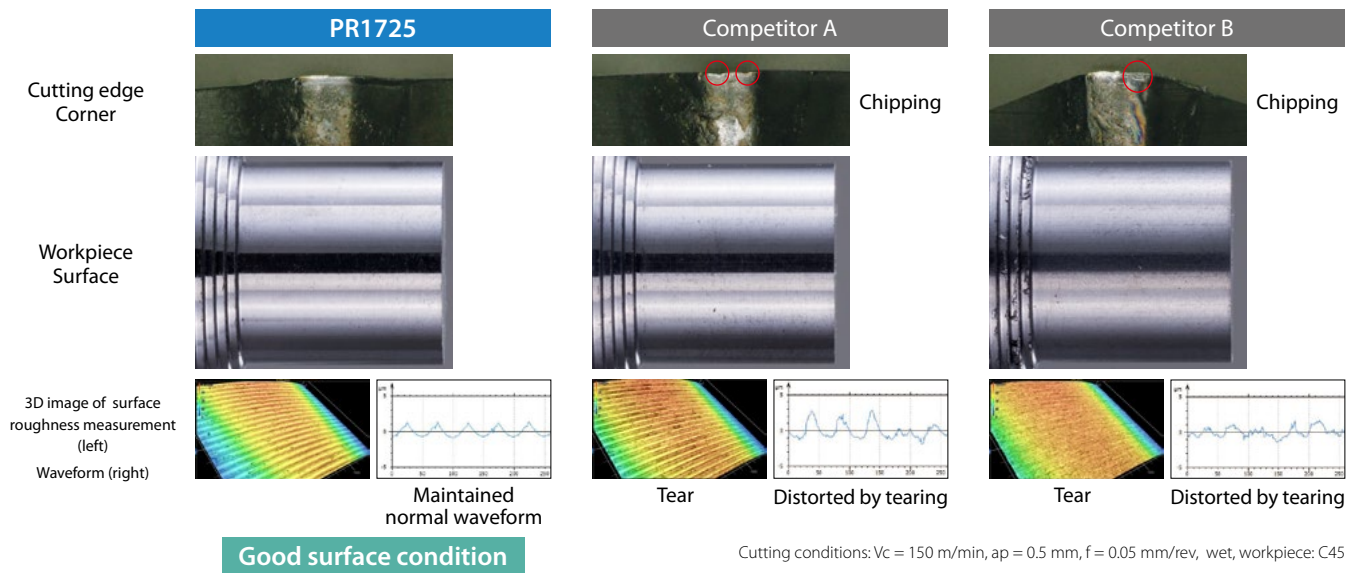 PR1725
Competitor A
Competitor B
Cutting edge
Corner
Chipping
Chipping
Workpiece
Surface
3D image of surface
roughness measurement
(left)
Waveform (right)
Maintained
normal waveform
Tear
Distorted by tearing
Tear
Distorted by tearing
Good surface condition
Cutting conditions: Vc = 150 m/min, ap = 0.5 mm, f = 0.05 mm/rev, wet, workpiece: C45